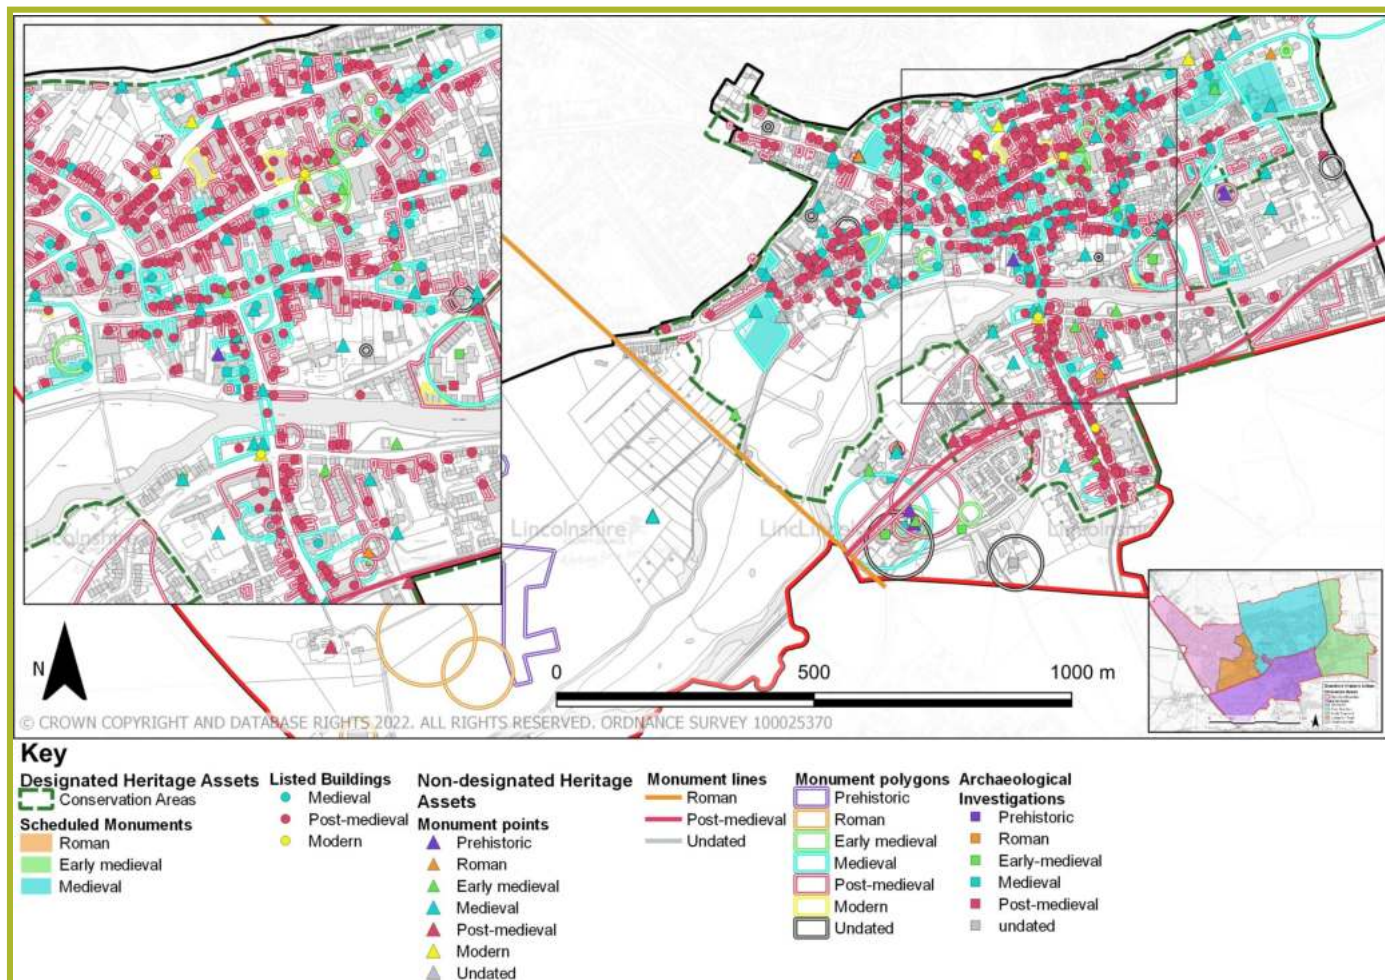 Lincolnshire
Lincolnshire
LincLincolnshire
Lincolnshire
N
0
500
1000 m
© CROWN COPYRIGHT AND DATABASE RIGHTS 2022. ALL RIGHTS RESERVED. ORDNANCE SURVEY 100025370
Key
Designated Heritage Assets
Conservation Areas
Scheduled Monuments
Roman
Early medieval
Medieval
Listed Buildings
Medieval
Post-medieval
Modern
Non-designated Heritage
Assets
Monument points
Prehistoric
Roman
Early medieval
Medieval
Post-medieval
Modern
Undated
Monument lines
Roman
Post-medieval
Undated
Monument polygons
Prehistoric
Roman
Early medieval
Medieval
Post-medieval
Modern
Undated
Archaeological
Investigations
Prehistoric
Roman
Early-medieval
Medieval
Post-medieval
undated